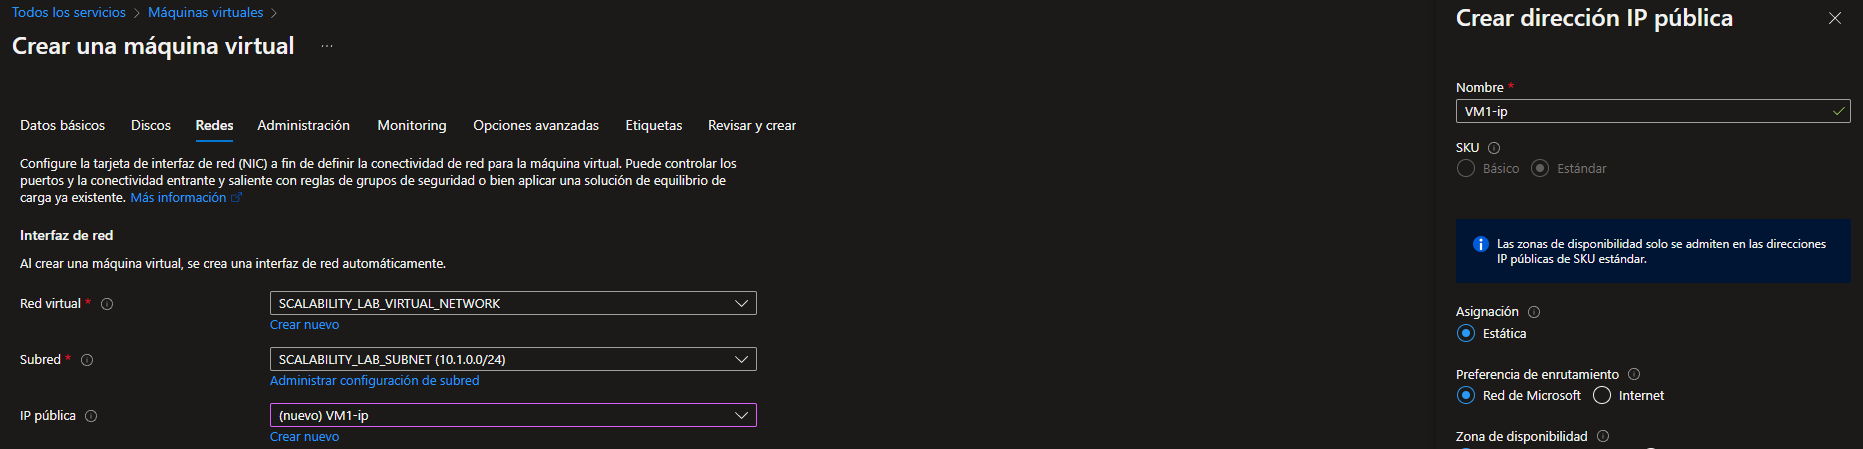 Todos los servicios > Máquinas virtuales >
Crear una máquina virtual ...
Datos básicos Discos Redes Administración Monitoring Opciones avanzadas Etiquetas Revisar y crear
Configure la tarjeta de interfaz de red (NIC) a fin de definir la conectividad de red para la máquina virtual. Puede controlar los
puertos y la conectividad entrante y saliente con reglas de grupos de seguridad o bien aplicar una solución de equilibrio de
carga ya existente. Más información
Interfaz de red
Al crear una máquina virtual, se crea una interfaz de red automáticamente.
Red virtual *
SCALABILITY_LAB_VIRTUAL_NETWORK
Crear nuevo
Subred *
SCALABILITY_LAB_SUBNET (10.1.0.0/24)
Administrar configuración de subred
IP pública
(nuevo) VM1-ip
Crear nuevo
Crear dirección IP pública
Nombre *
VM1-ip
SKU
Básico Estándar
Las zonas de disponibilidad solo se admiten en las direcciones
IP públicas de SKU estándar.
Asignación
Estática
Preferencia de enrutamiento
Red de Microsoft Internet
Zona de disponibilidad